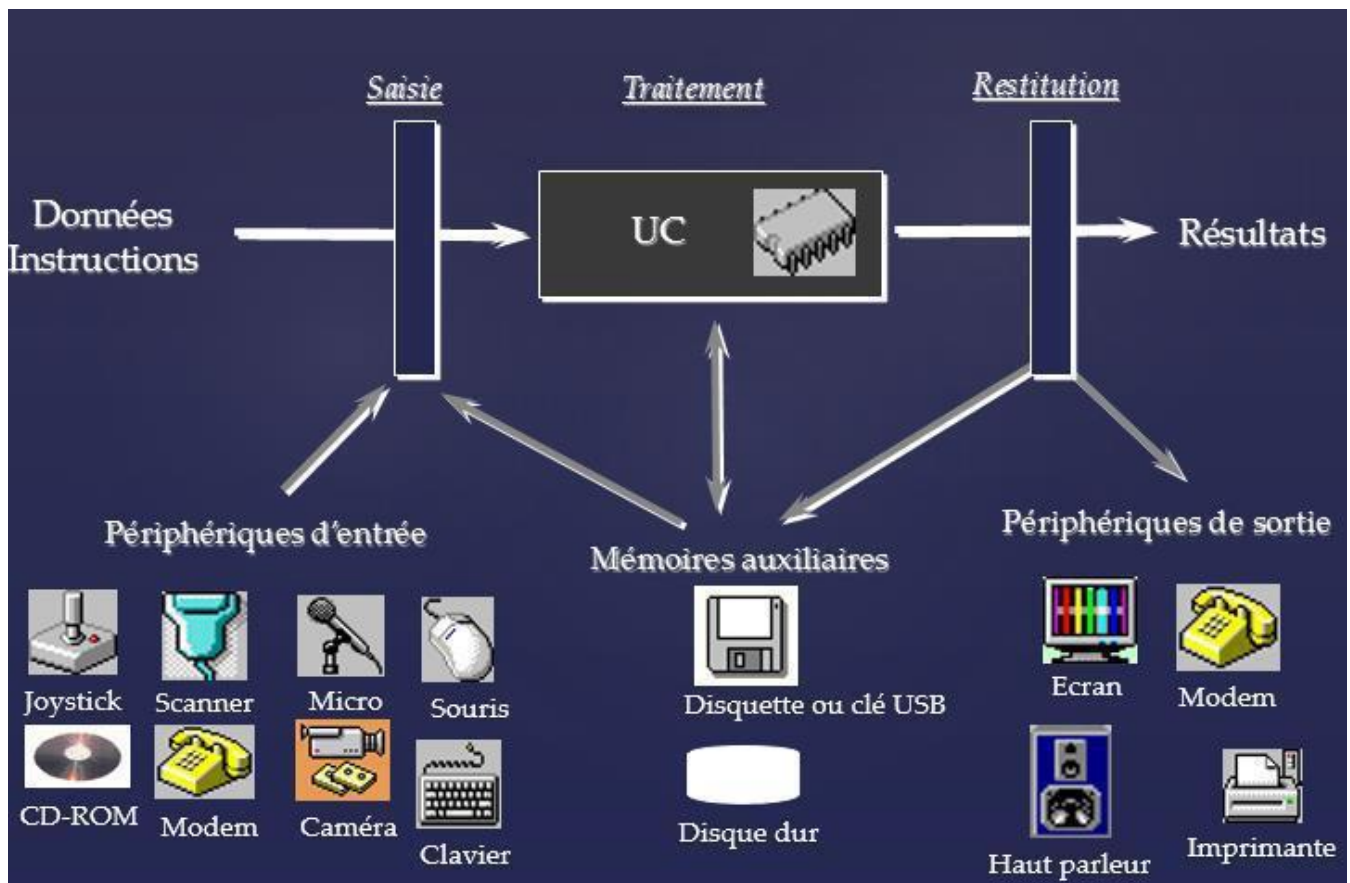 Saisie
Traitement
Restitution
Données
Instructions
UC
Résultats
Périphériques d'entrée
Mémoires auxiliaires
Périphériques de sortie
Joystick
Scanner
Micro
Souris
CD-ROM
Modem
Caméra
Clavier
Disquette ou clé USB
Disque dur
Ecran
Modem
Haut parleur
Imprimante